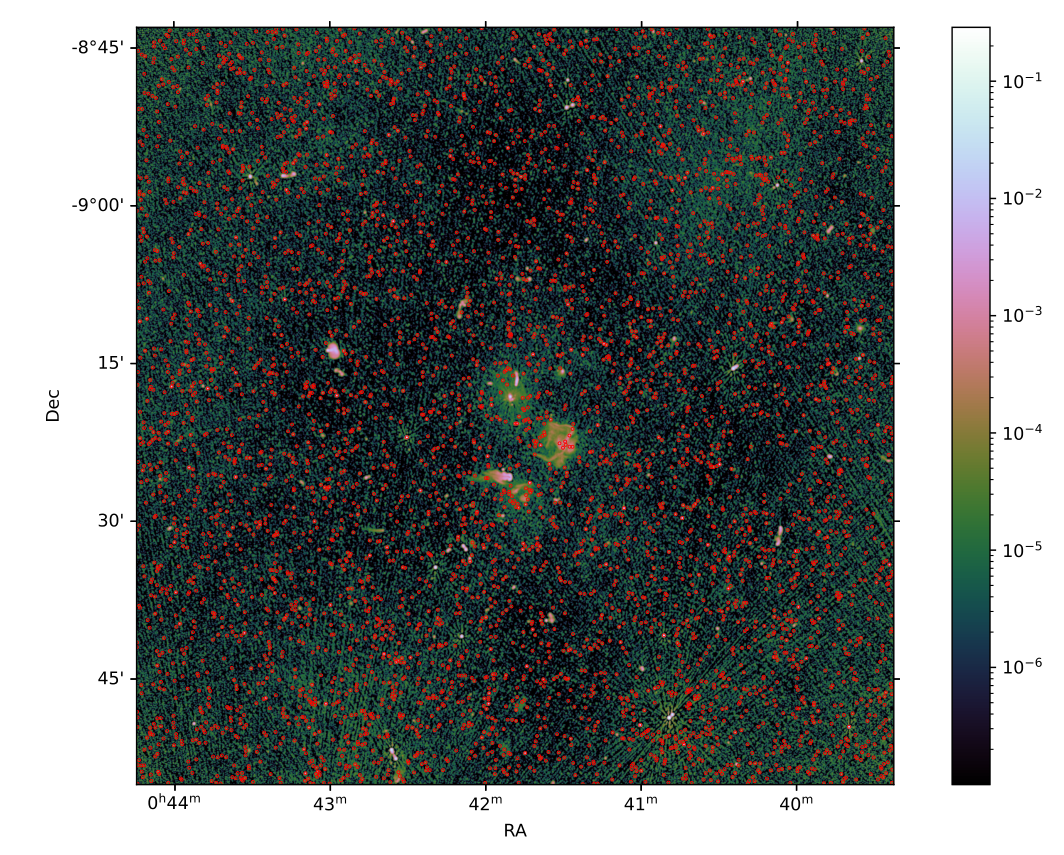 -8°45'
-9°00'
15'
30'
45'
Dec
0ʰ44ᵐ
43ᵐ
42ᵐ
41ᵐ
40ᵐ
RA
10⁻¹
10⁻²
10⁻³
10⁻⁴
10⁻⁵
10⁻⁶